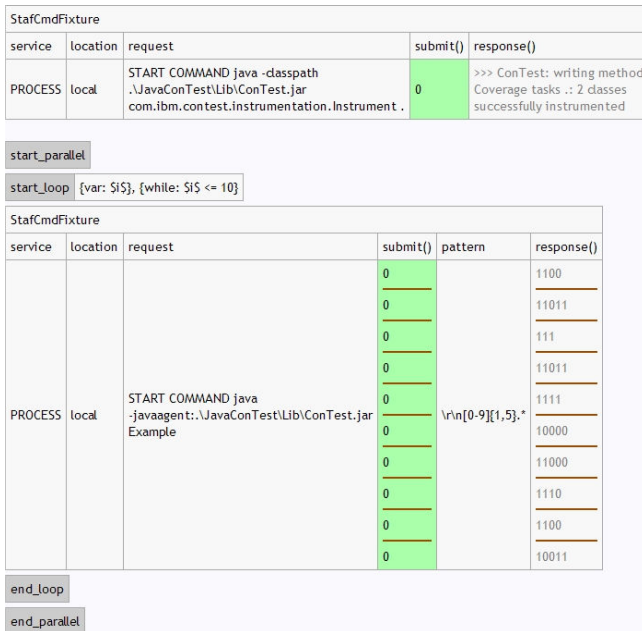 StafCmdFixture
service location request submit() response()
PROCESS local START COMMAND java -classpath .\JavaConTest\Lib\ConTest.jar com.ibm.contest.instrumentation.Instrument . 0 >>> ConTest: writing method Coverage tasks .: 2 classes successfully instrumented
start_parallel
start_loop {var: $i$}, {while: $i$ <= 10}
StafCmdFixture
service location request submit() pattern response()
PROCESS local START COMMAND java -javaagent:.\JavaConTest\Lib\ConTest.jar Example
0 1100
0 11011
0 111
0 11011
0 \r\n[0-9]{1,5}.* 1111
0 10000
0 11000
0 1110
0 1100
0 10011
end_loop
end_parallel